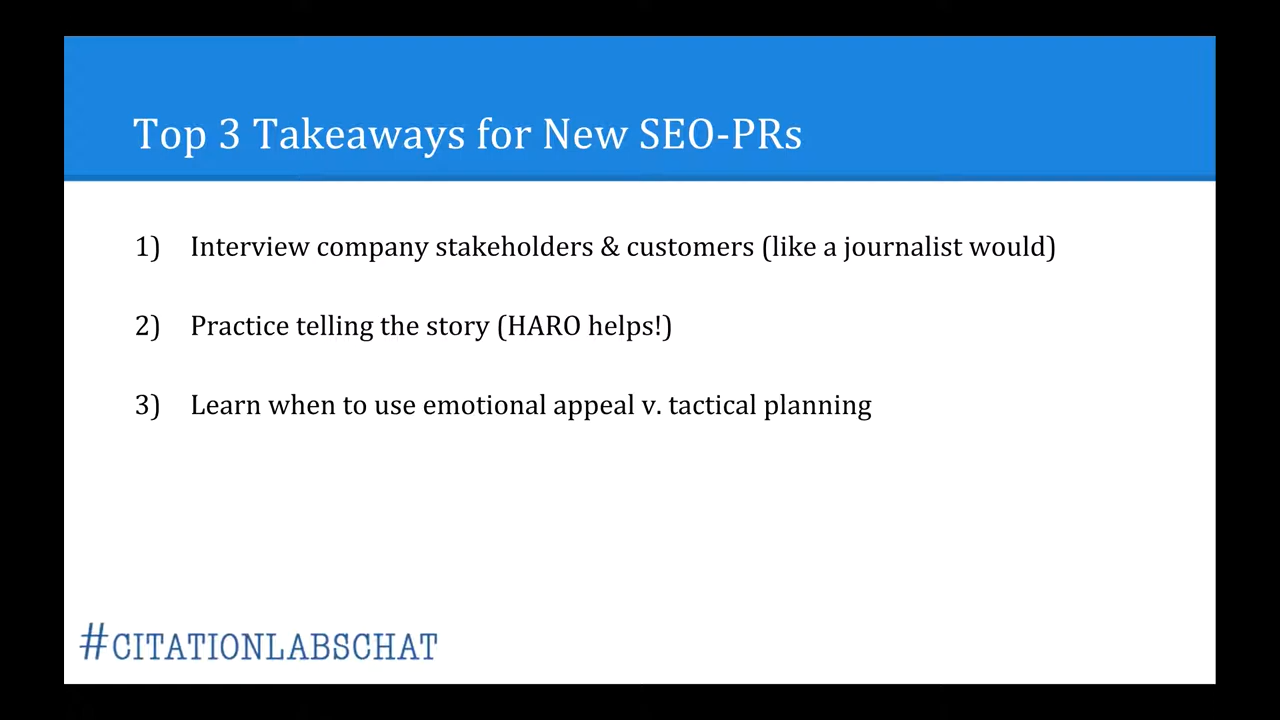 Top 3 Takeaways for New SEO-PRs
1) Interview company stakeholders & customers (like a journalist would)
2) Practice telling the story (HARO helps!)
3) Learn when to use emotional appeal v. tactical planning
#CITATIONLABSCHAT